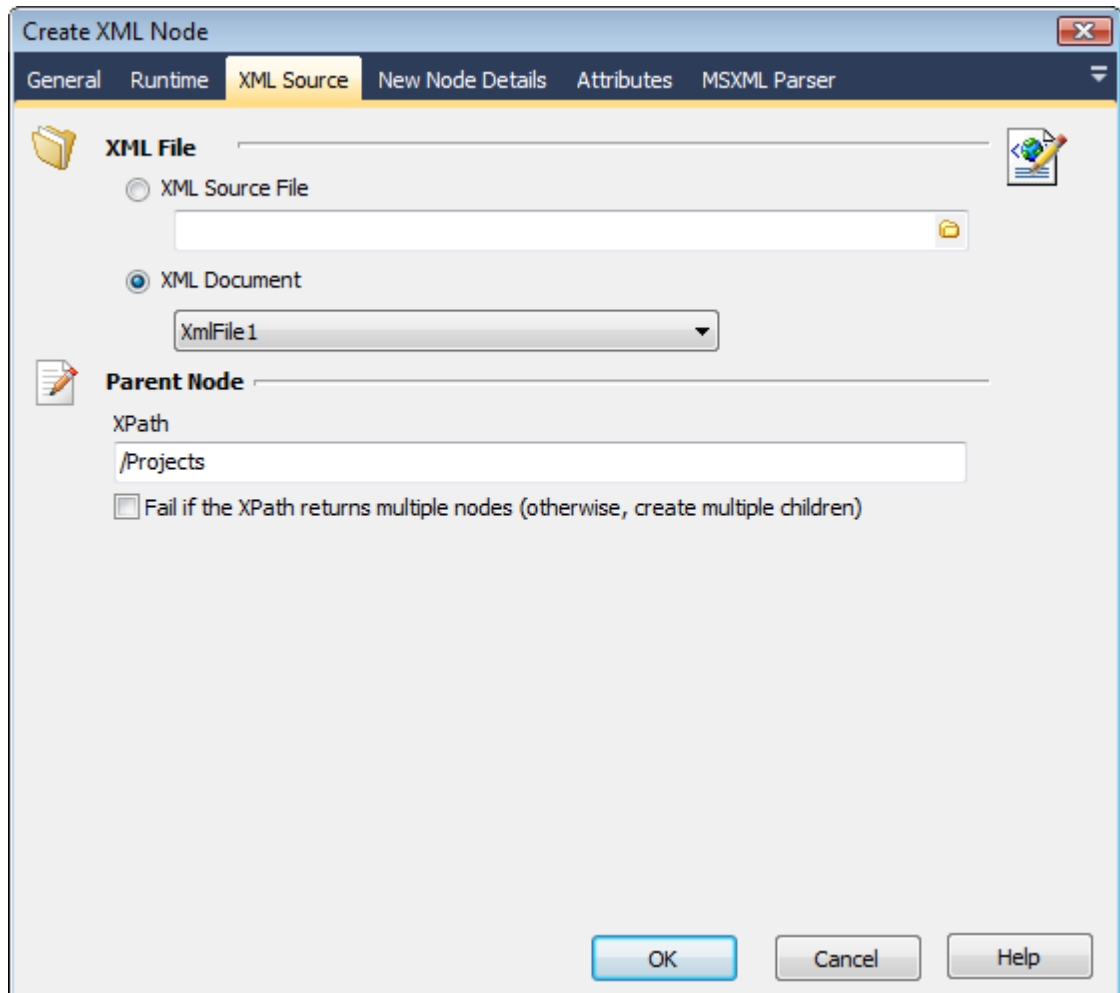 Create XML Node
General Runtime XML Source New Node Details Attributes MSXML Parser
XML File
XML Source File
XML Document
XmlFile1
Parent Node
XPath
/Projects
Fail if the XPath returns multiple nodes (otherwise, create multiple children)
OK Cancel Help